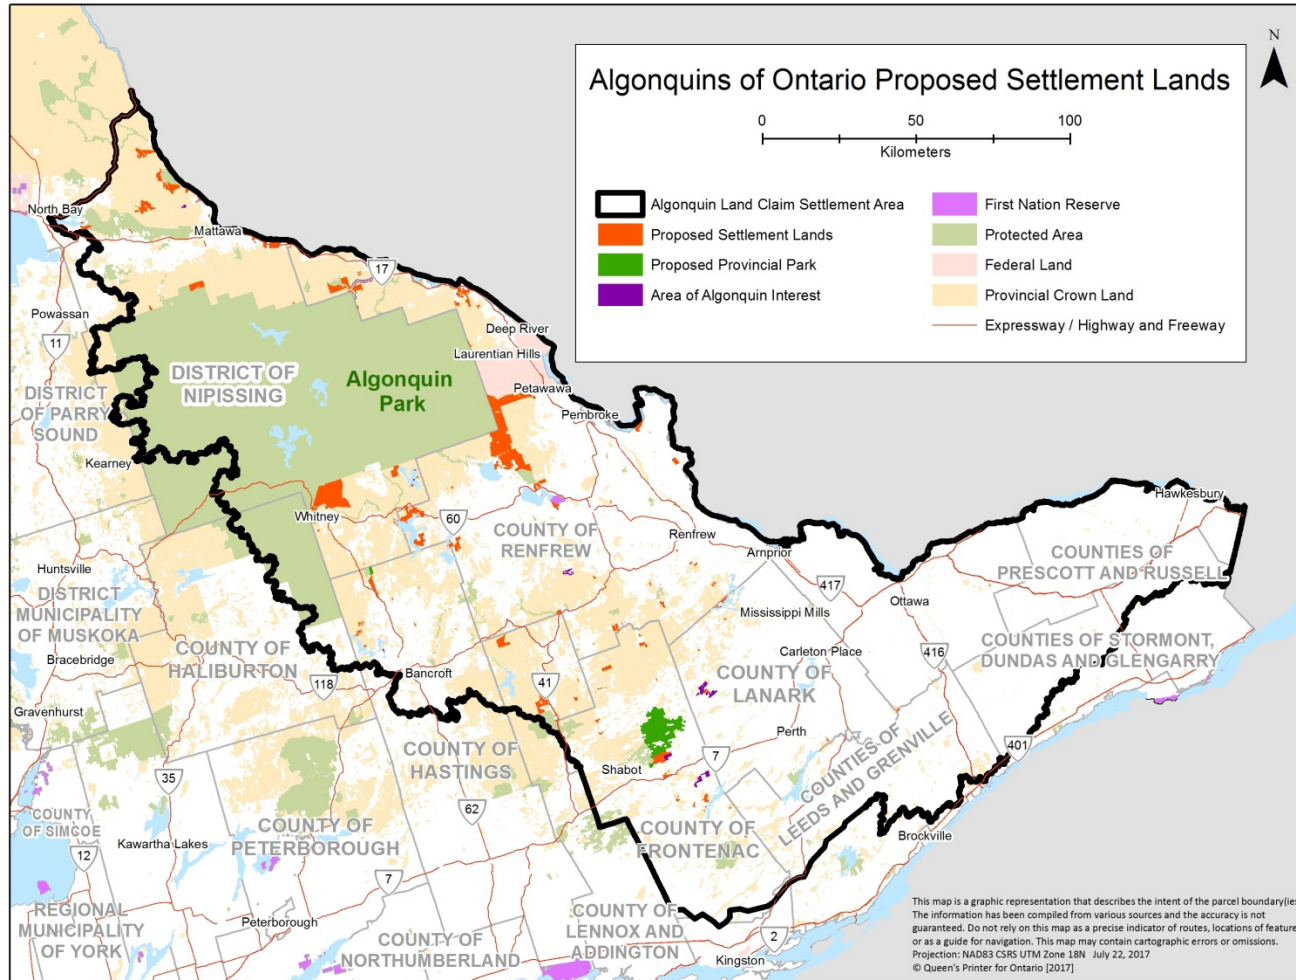 N
Algonquins of Ontario Proposed Settlement Lands
0 50 100
Kilometers
Algonquin Land Claim Settlement Area
Proposed Settlement Lands
Proposed Provincial Park
Area of Algonquin Interest
First Nation Reserve
Protected Area
Federal Land
Provincial Crown Land
Expressway / Highway and Freeway
North Bay
Mattawa
17
Powassan
11
Deep River
Laurentian Hills
Petawawa
Pembroke
DISTRICT OF
NIPISSING
Algonquin
Park
DISTRICT
OF PARRY
SOUND
Kearney
Whitney
60
COUNTY OF
RENFREW
Renfrew
Arnprior
Hawkesbury
COUNTIES OF
PRESCOTT AND RUSSELL
417
Ottawa
Mississippi Mills
Huntsville
DISTRICT
MUNICIPALITY
OF MUSKOKA
Bracebridge
COUNTY OF
HALIBURTON
118
Bancroft
41
Carleton Place
416
COUNTIES OF STORMONT,
DUNDAS AND GLENGARRY
COUNTY OF
LANARK
Gravenhurst
Perth
401
COUNTY OF
HASTINGS
Shabot
7
COUNTIES OF
LEEDS AND GRENVILLE
35
62
COUNTY
OF SIMCOE
Kawartha Lakes
COUNTY OF
PETERBOROUGH
COUNTY OF
FRONTENAC
Brockville
12
7
REGIONAL
MUNICIPALITY
OF YORK
Peterborough
COUNTY OF
NORTHUMBERLAND
COUNTY OF
LENNOX AND
ADDINGTON
2
Kingston
This map is a graphic representation that describes the intent of the parcel boundary(ie
The information has been compiled from various sources and the accuracy is not
guaranteed. Do not rely on this map as a precise indicator of routes, locations of feature
or as a guide for navigation. This map may contain cartographic errors or omissions.
Projection: NAD83 CSRS UTM Zone 18N July 22, 2017
© Queen's Printer for Ontario [2017]